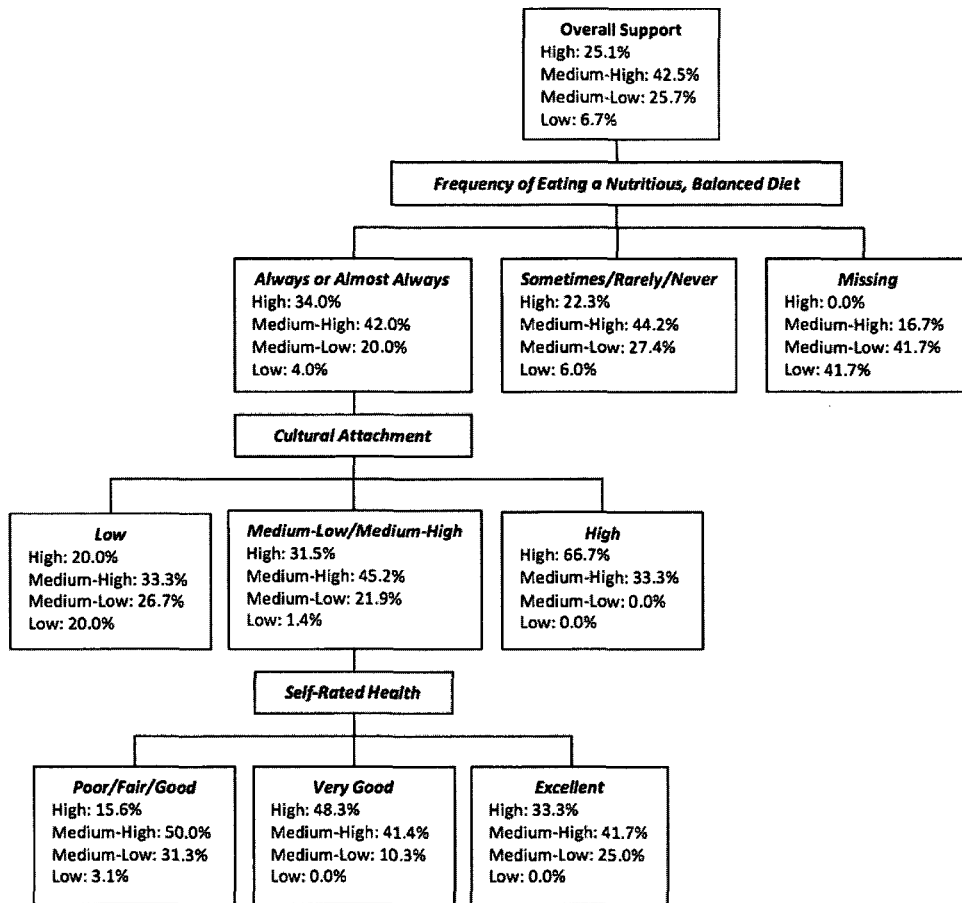 Overall Support
High: 25.1%
Medium-High: 42.5%
Medium-Low: 25.7%
Low: 6.7%
Frequency of Eating a Nutritious, Balanced Diet
Always or Almost Always
High: 34.0%
Medium-High: 42.0%
Medium-Low: 20.0%
Low: 4.0%
Sometimes/Rarely/Never
High: 22.3%
Medium-High: 44.2%
Medium-Low: 27.4%
Low: 6.0%
Missing
High: 0.0%
Medium-High: 16.7%
Medium-Low: 41.7%
Low: 41.7%
Cultural Attachment
Low
High: 20.0%
Medium-High: 33.3%
Medium-Low: 26.7%
Low: 20.0%
Medium-Low/Medium-High
High: 31.5%
Medium-High: 45.2%
Medium-Low: 21.9%
Low: 1.4%
High
High: 66.7%
Medium-High: 33.3%
Medium-Low: 0.0%
Low: 0.0%
Self-Rated Health
Poor/Fair/Good
High: 15.6%
Medium-High: 50.0%
Medium-Low: 31.3%
Low: 3.1%
Very Good
High: 48.3%
Medium-High: 41.4%
Medium-Low: 10.3%
Low: 0.0%
Excellent
High: 33.3%
Medium-High: 41.7%
Medium-Low: 25.0%
Low: 0.0%